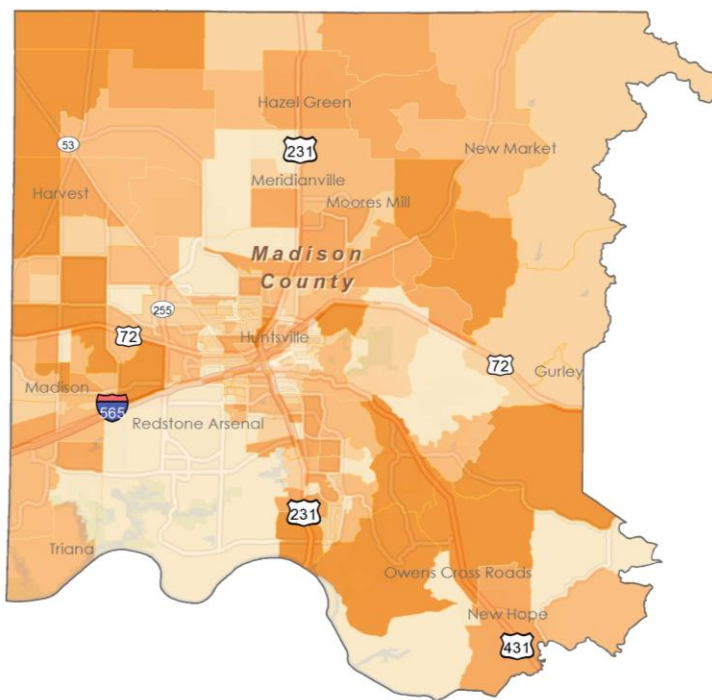 Hazel Green
53
231
New Market
Harvest
Meridianville
Moores Mill
Madison
County
255
72
Huntsville
72
Gurley
Madison
565
Redstone Arsenal
231
Triana
Owens Cross Roads
New Hope
431